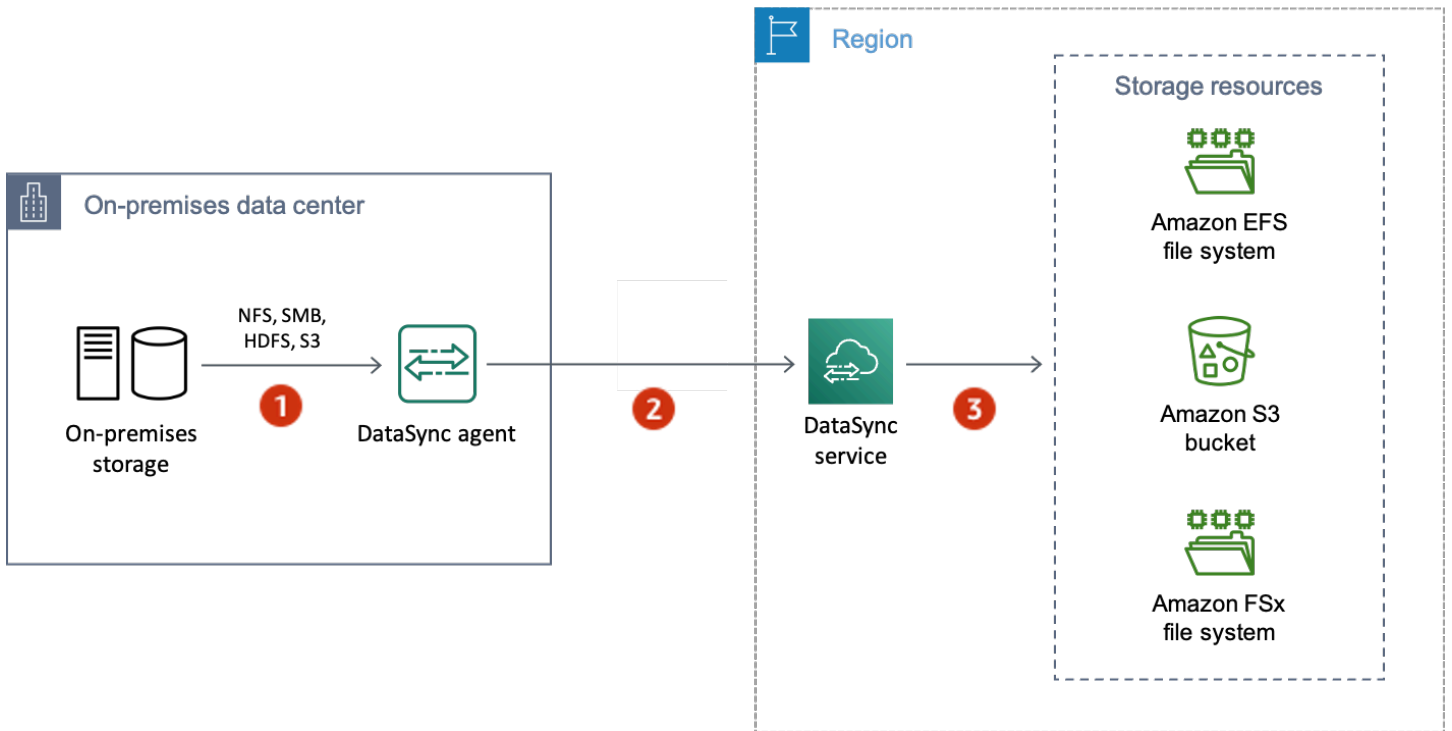 Region
Storage resources
Amazon EFS
file system
On-premises data center
NFS, SMB,
HDFS, S3
1
On-premises
storage
DataSync agent
2
DataSync
service
3
Amazon S3
bucket
Amazon FSx
file system